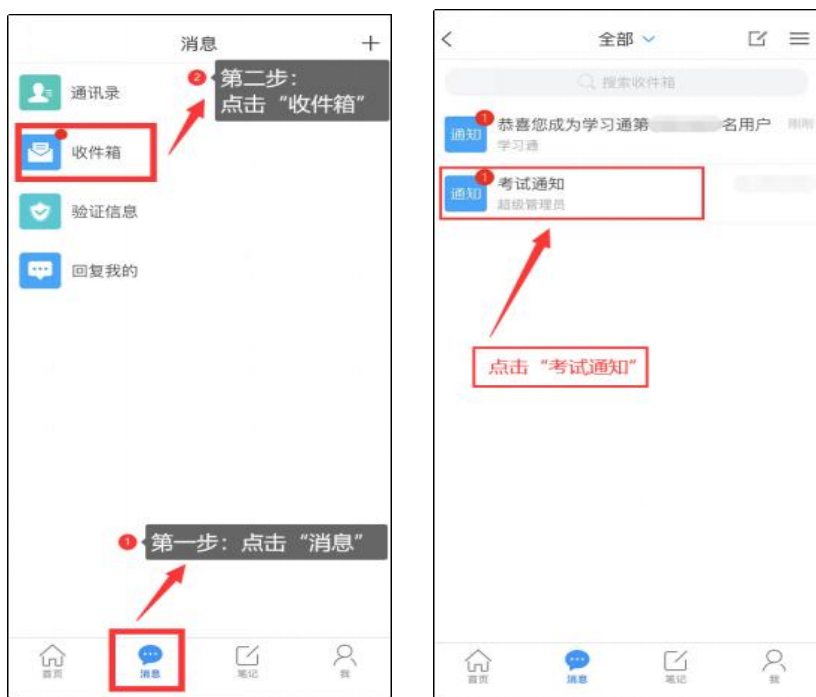 消息
通讯录
第二步：
点击“收件箱”
收件箱
验证信息
回复我的
第一步：点击“消息”
首页
消息
笔记
我
全部
搜索收件箱
通知
恭喜您成为学习通第
名用户
刚刚
学习通
通知
考试通知
超级管理员
点击“考试通知”
首页
消息
笔记
我